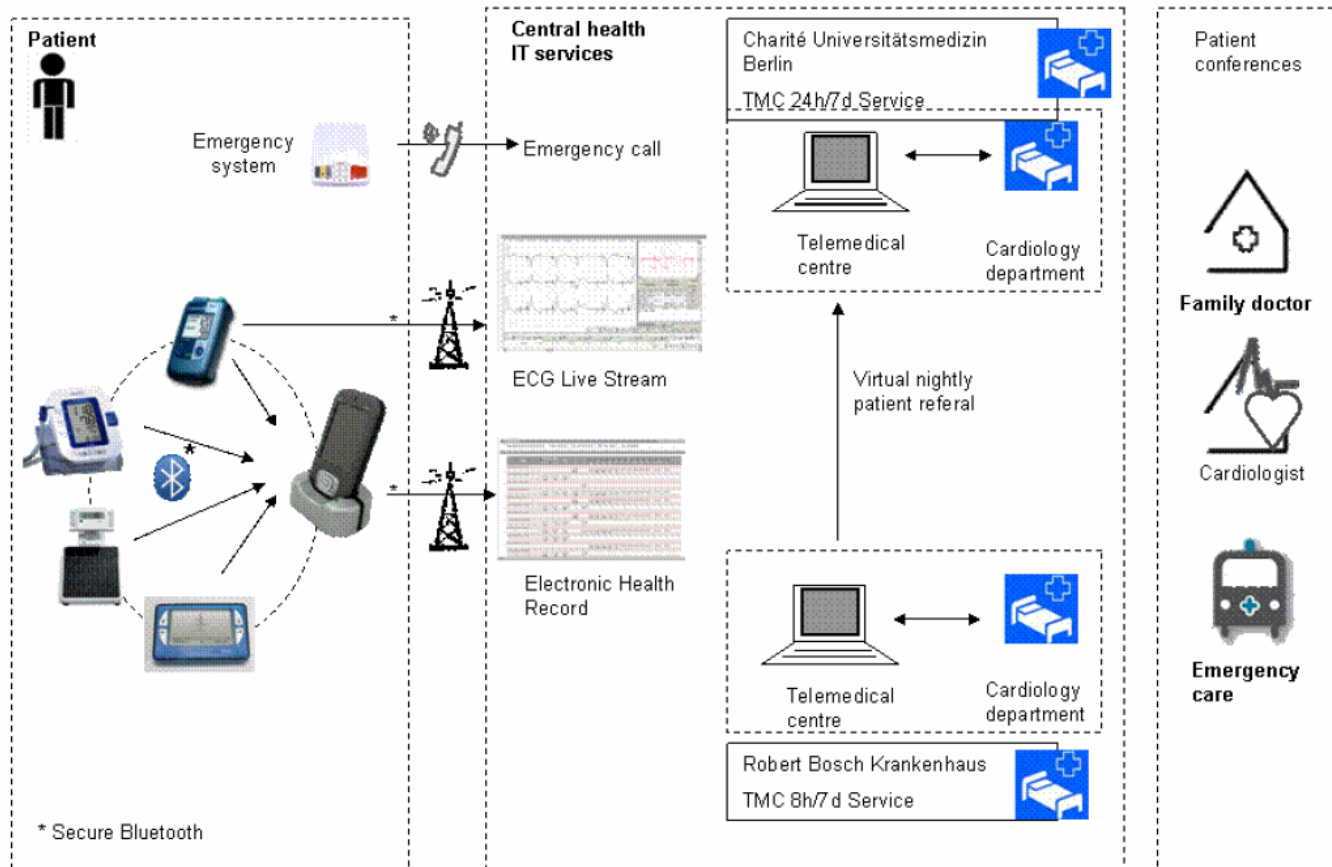 Patient
Emergency
system
* Secure Bluetooth
Central health
IT services
Emergency call
*
ECG Live Stream
*
*
Electronic Health
Record
Charité Universitätsmedizin
Berlin
TMC 24h/7d Service
Telemedical
centre
Cardiology
department
Virtual nightly
patient referal
Telemedical
centre
Cardiology
department
Robert Bosch Krankenhaus
TMC 8h/7d Service
Patient
conferences
Family doctor
Cardiologist
Emergency
care